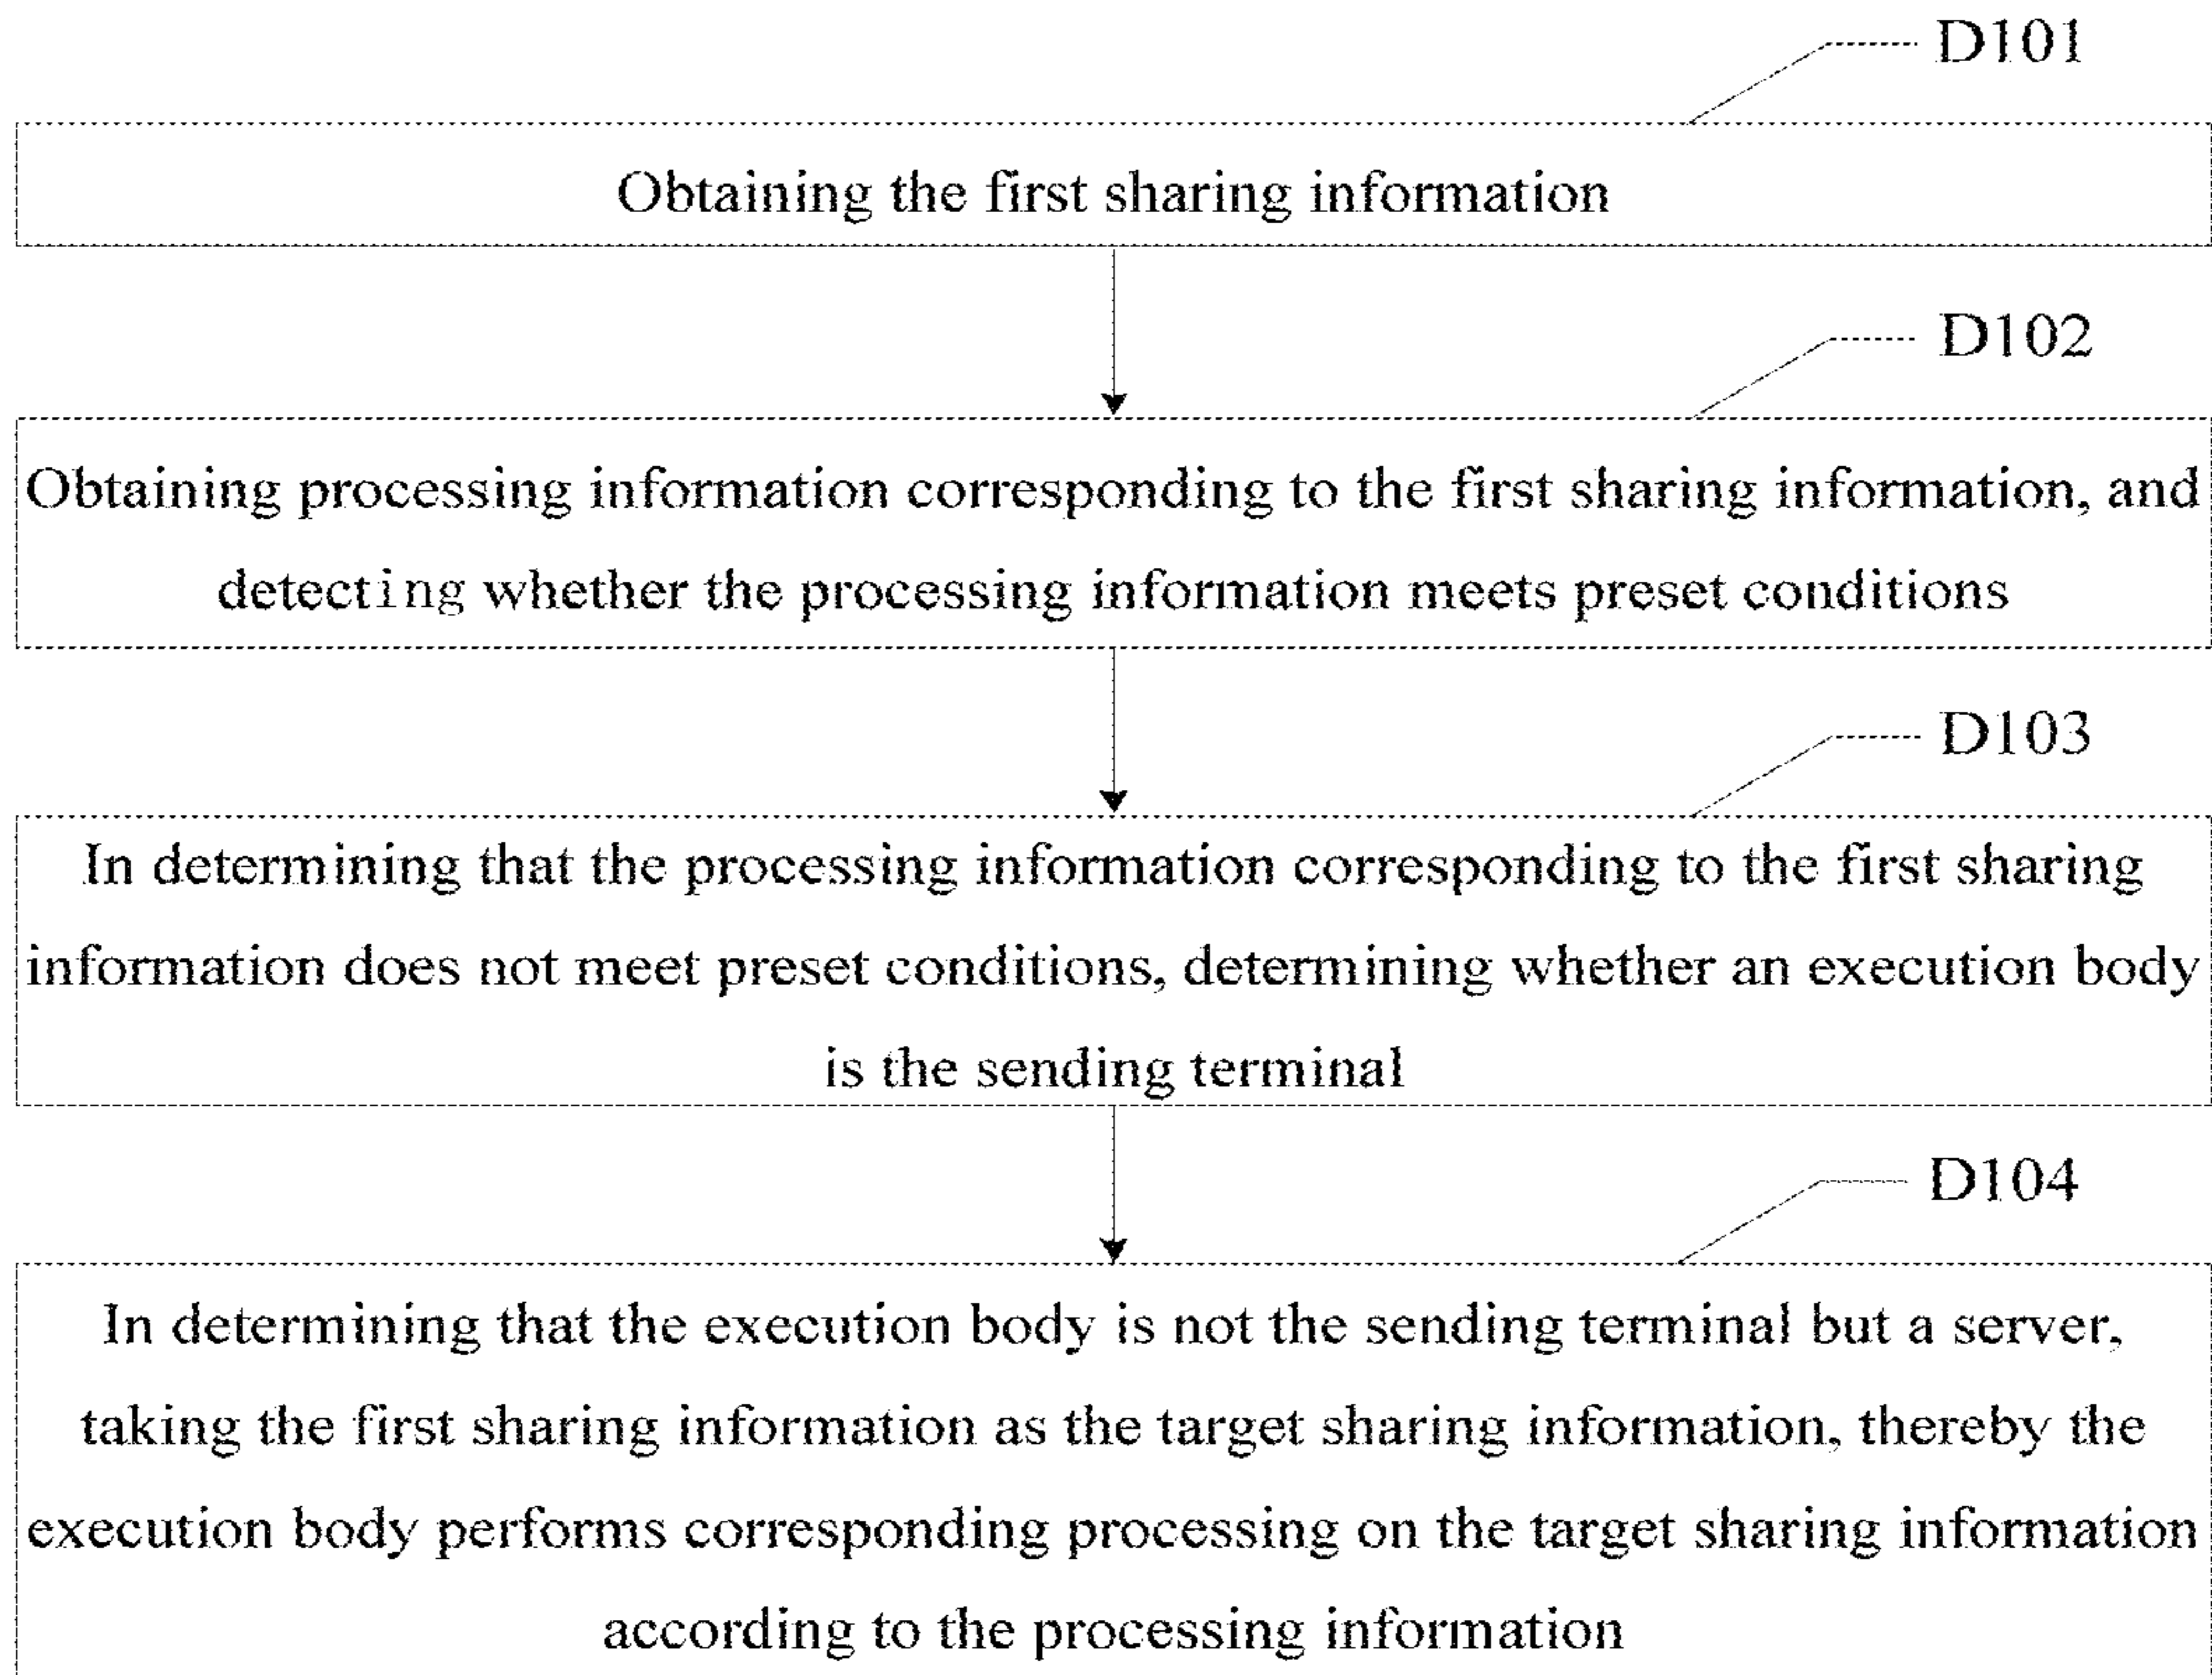 D101
Obtaining the first sharing information
D102
Obtaining processing information corresponding to the first sharing information, and
detecting whether the processing information meets preset conditions
D103
In determining that the processing information corresponding to the first sharing
information does not meet preset conditions, determining whether an execution body
is the sending terminal
D104
In determining that the execution body is not the sending terminal but a server,
taking the first sharing information as the target sharing information, thereby the
execution body performs corresponding processing on the target sharing information
according to the processing information